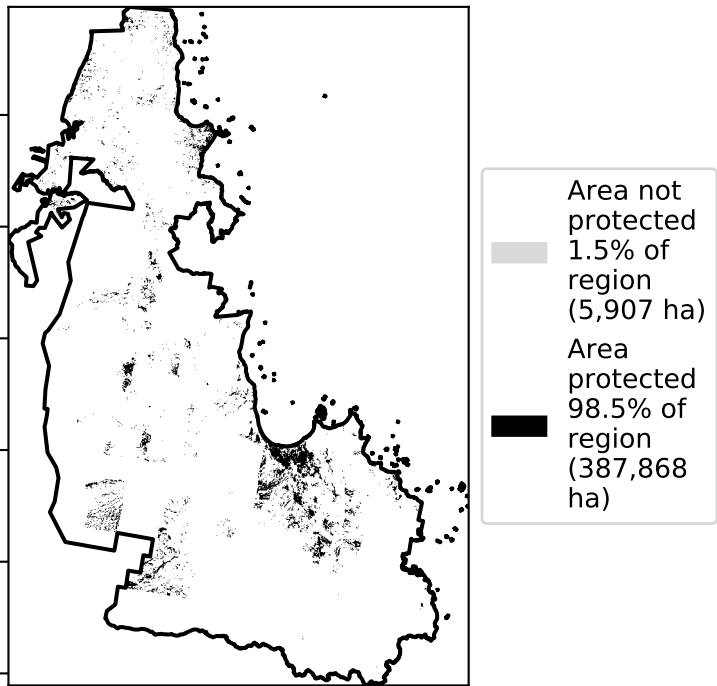 Area not
protected
1.5% of
region
(5,907 ha)
Area
protected
98.5% of
region
(387,868
ha)